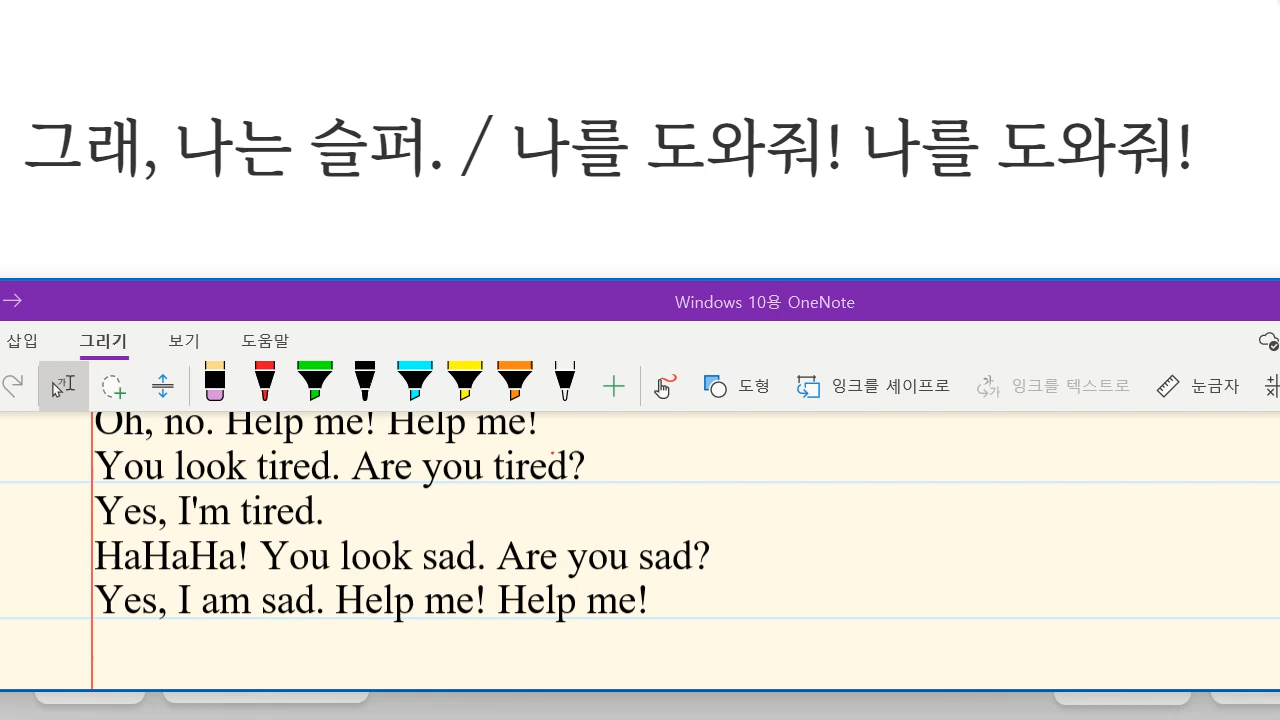 그래, 나는 슬퍼. / 나를 도와줘! 나를 도와줘!
Windows 10용 OneNote
삽입 그리기 보기 도움말
도형 잉크를 셰이프로 잉크를 텍스트로 눈금자
Oh, no. Help me! Help me!
You look tired. Are you tired?
Yes, I'm tired.
HaHaHa! You look sad. Are you sad?
Yes, I am sad. Help me! Help me!